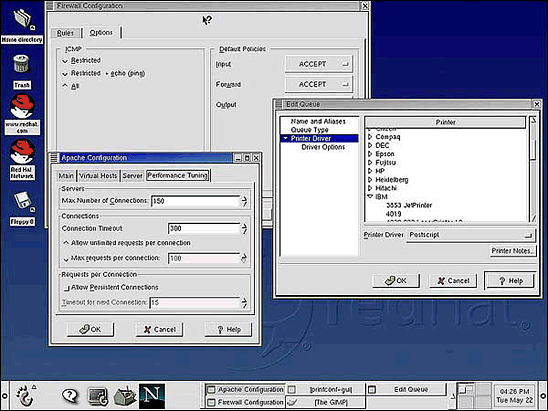 Firewall Configuration
Rules
Options
ICMP
Restricted
Restricted + echo (ping)
All
Default Policies
Input
ACCEPT
Forward
ACCEPT
Output
Home directory
Trash
www.redhat.
com
Red Hat
Network
Floppy 0
Edit Queue
Name and Aliases
Queue Type
Printer Driver
Driver Options
Printer
Citizen
Compaq
DEC
Epson
Fujitsu
HP
Heidelberg
Hitachi
IBM
3853 JetPrinter
4019
Printer Driver
Postscript
Printer Notes...
OK
Cancel
Help
Apache Configuration
Main
Virtual Hosts
Server
Performance Tuning
Servers
Max Number of Connections:
150
Connections
Connection Timeout
300
Allow unlimited requests per connection
Max requests per connection:
100
Requests per Connection
Allow Persistent Connections
Timeout for next Connection:
15
OK
Cancel
Help
redhat
N
Apache Configuration
[printconf-gui]
Edit Queue
Firewall Configuration
[The GIMP]
04:26 PM
Tue May 22